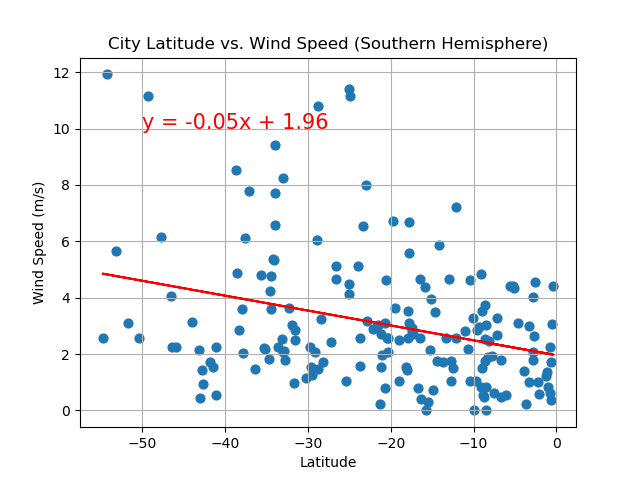 City Latitude vs. Wind Speed (Southern Hemisphere)
12
y = -0.05x + 1.96
10
8
6
4
2
0
Wind Speed (m/s)
−50 −40 −30 −20 −10 0
Latitude